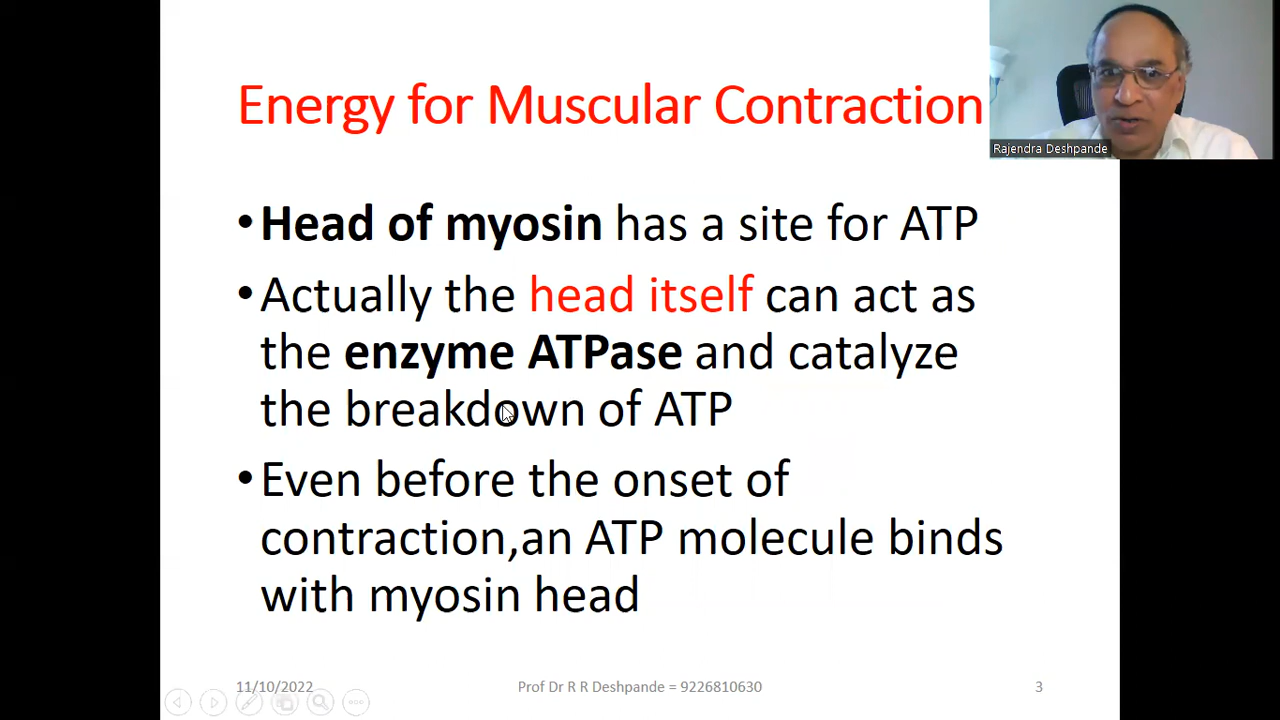 Energy for Muscular Contraction
Rajendra Deshpande
•Head of myosin has a site for ATP
•Actually the head itself can act as
the enzyme ATPase and catalyze
the breakdown of ATP
•Even before the onset of
contraction,an ATP molecule binds
with myosin head
11/10/2022
Prof Dr R R Deshpande = 9226810630
3